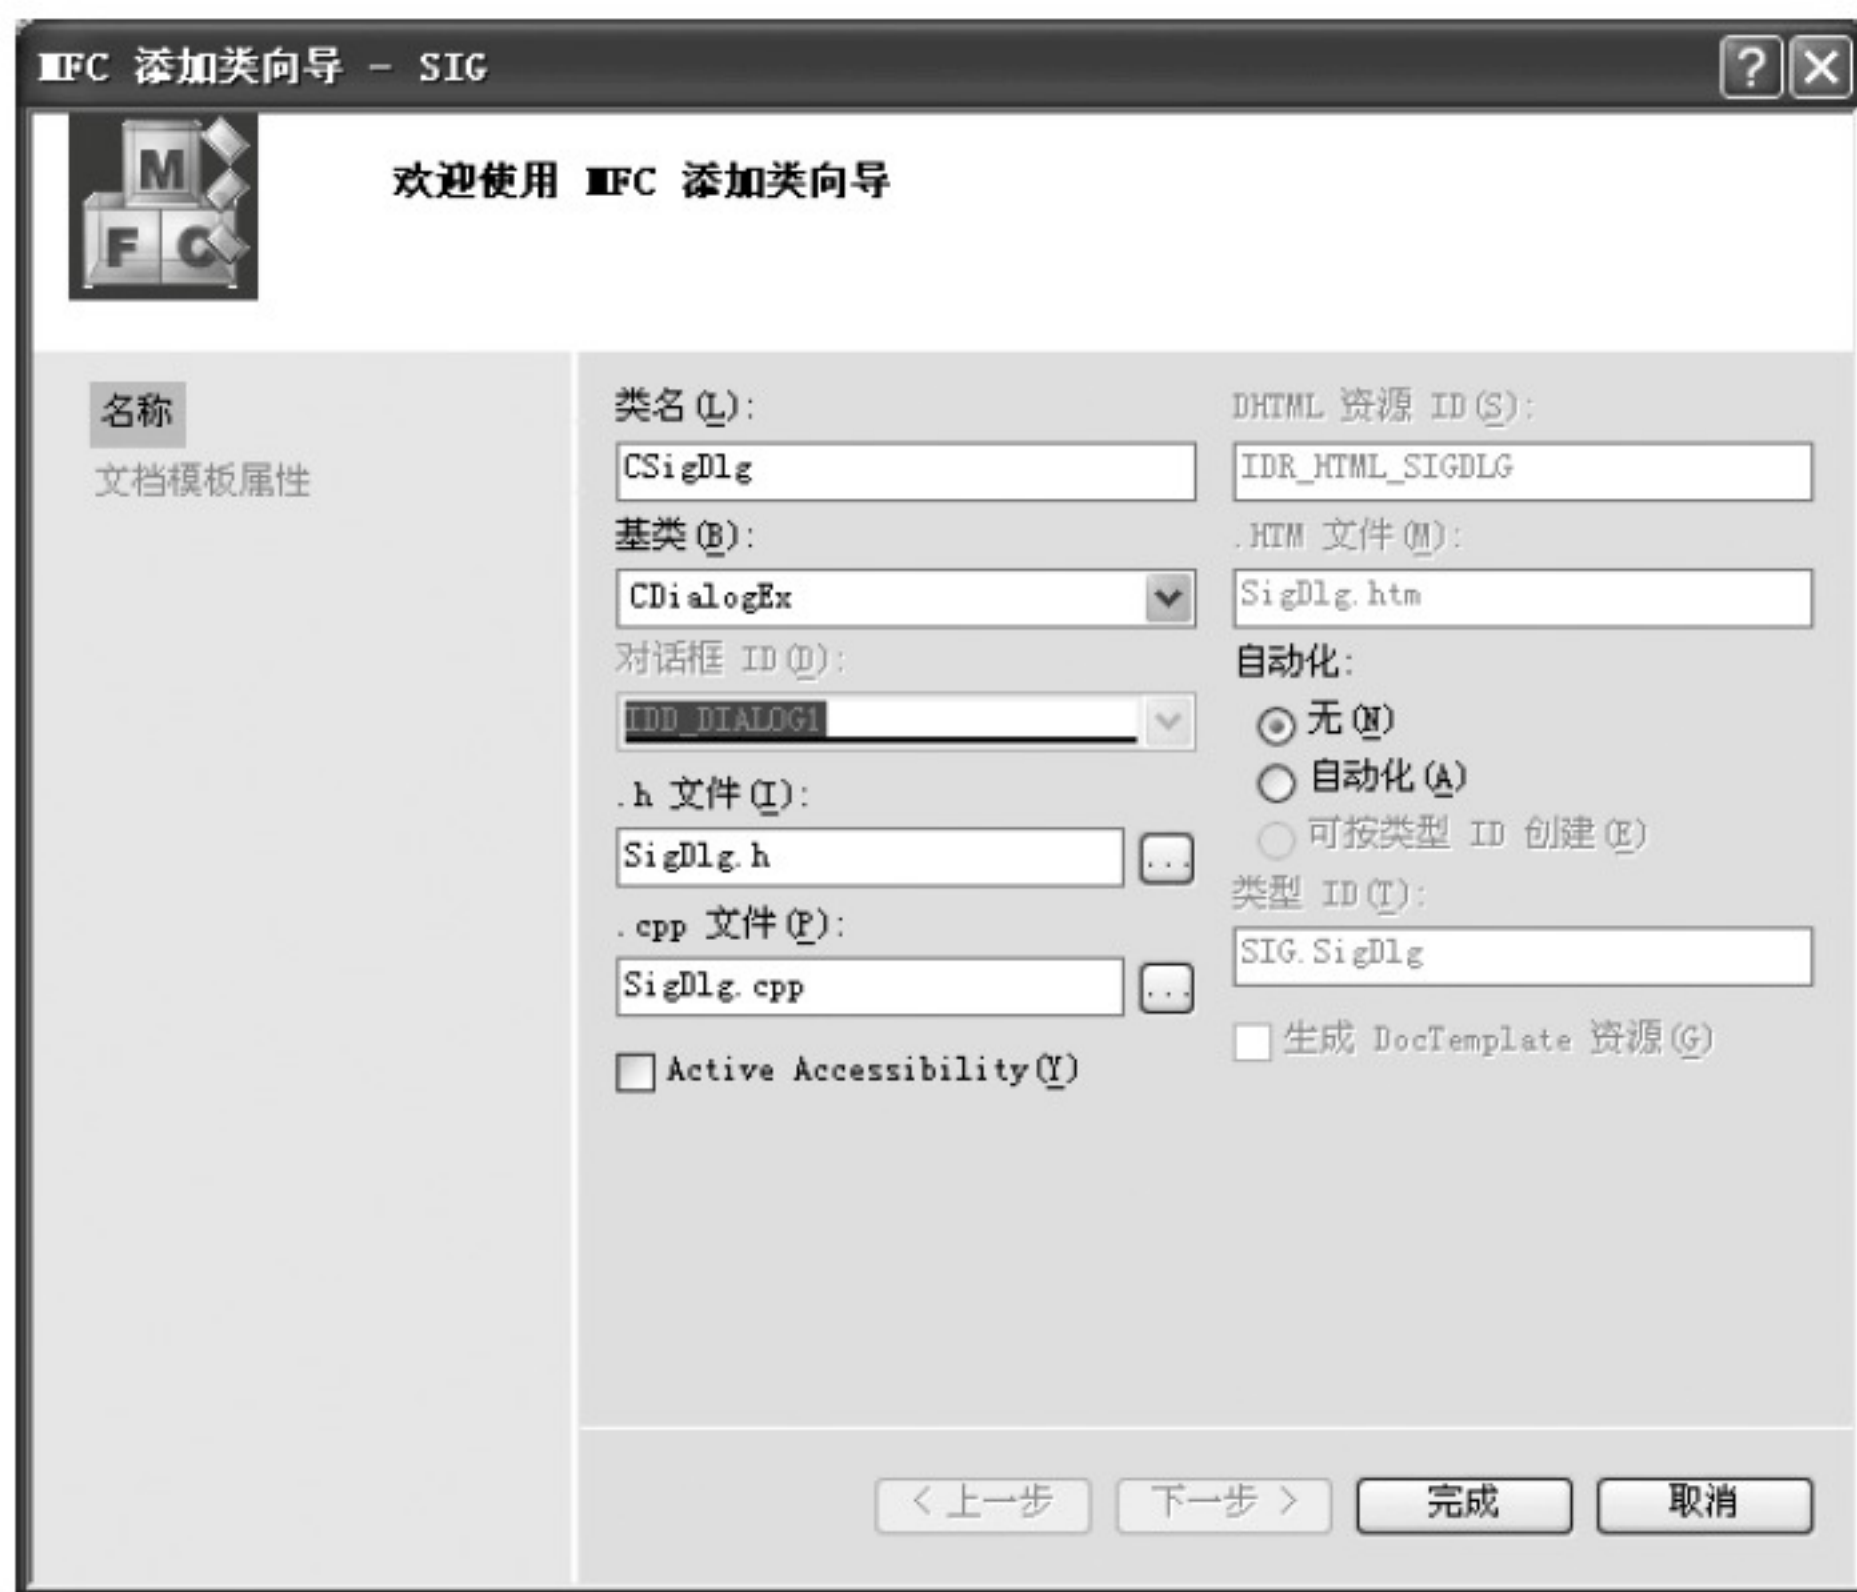 MFC 添加类向导 - SIG
M
F C
欢迎使用 MFC 添加类向导
名称
文档模板属性
类名(L):
CSigDlg
基类(B):
CDialogEx
对话框 ID(D):
IDD_DIALOG1
.h 文件(I):
SigDlg.h
...
.cpp 文件(P):
SigDlg.cpp
...
Active Accessibility(Y)
DHTML 资源 ID(S):
IDR_HTML_SIGDLG
.HTM 文件(M):
SigDlg.htm
自动化:
无(N)
自动化(A)
可按类型 ID 创建(E)
类型 ID(T):
SIG.SigDlg
生成 DocTemplate 资源(G)
< 上一步
下一步 >
完成
取消